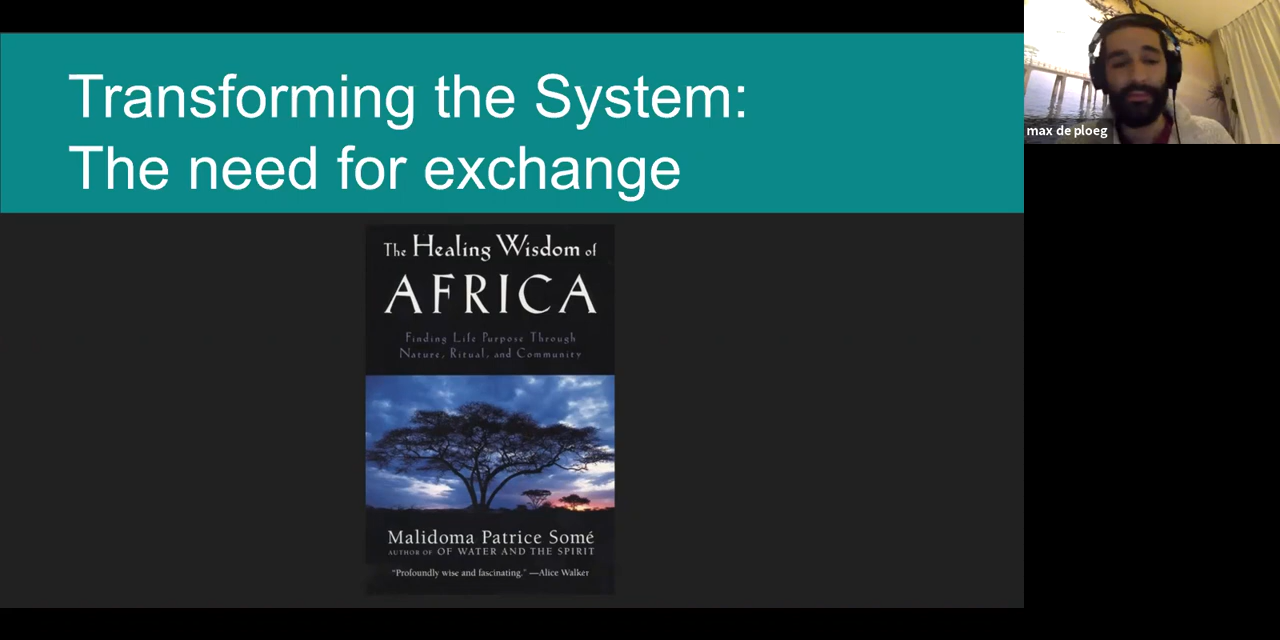 Transforming the System:
The need for exchange
max de ploeg
The Healing Wisdom of
AFRICA
Finding Life Purpose Through
Nature, Ritual, and Community
Malidoma Patrice Somé
AUTHOR OF OF WATER AND THE SPIRIT
“Profoundly wise and fascinating.” —Alice Walker